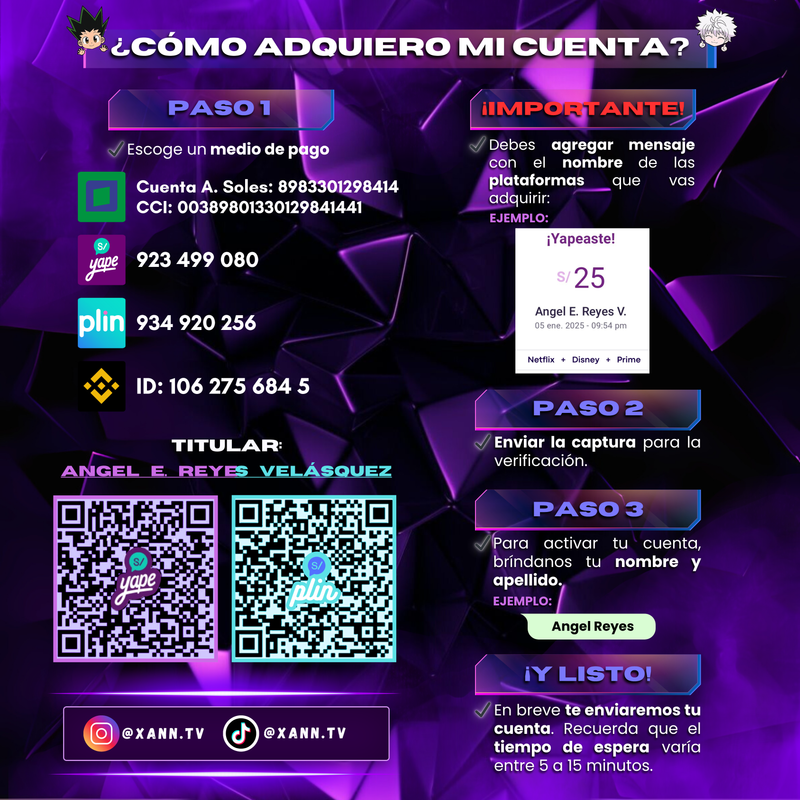 ¿CÓMO ADQUIERO MI CUENTA?
PASO 1
Escoge un medio de pago
Cuenta A. Soles: 8983301298414
CCI: 00389801330129841441
S/
yape
923 499 080
plin
934 920 256
ID: 106 275 684 5
TITULAR:
ANGEL E. REYES VELÁSQUEZ
S/
yape
S/
plin
@XANN.TV
@XANN.TV
¡IMPORTANTE!
Debes agregar mensaje
con el nombre de las
plataformas que vas
adquirir:
EJEMPLO:
¡Yapeaste!
S/ 25
Angel E. Reyes V.
05 ene. 2025 - 09:54 pm
Netflix + Disney + Prime
PASO 2
Enviar la captura para la
verificación.
PASO 3
Para activar tu cuenta,
bríndanos tu nombre y
apellido.
EJEMPLO:
Angel Reyes
¡Y LISTO!
En breve te enviaremos tu
cuenta. Recuerda que el
tiempo de espera varía
entre 5 a 15 minutos.